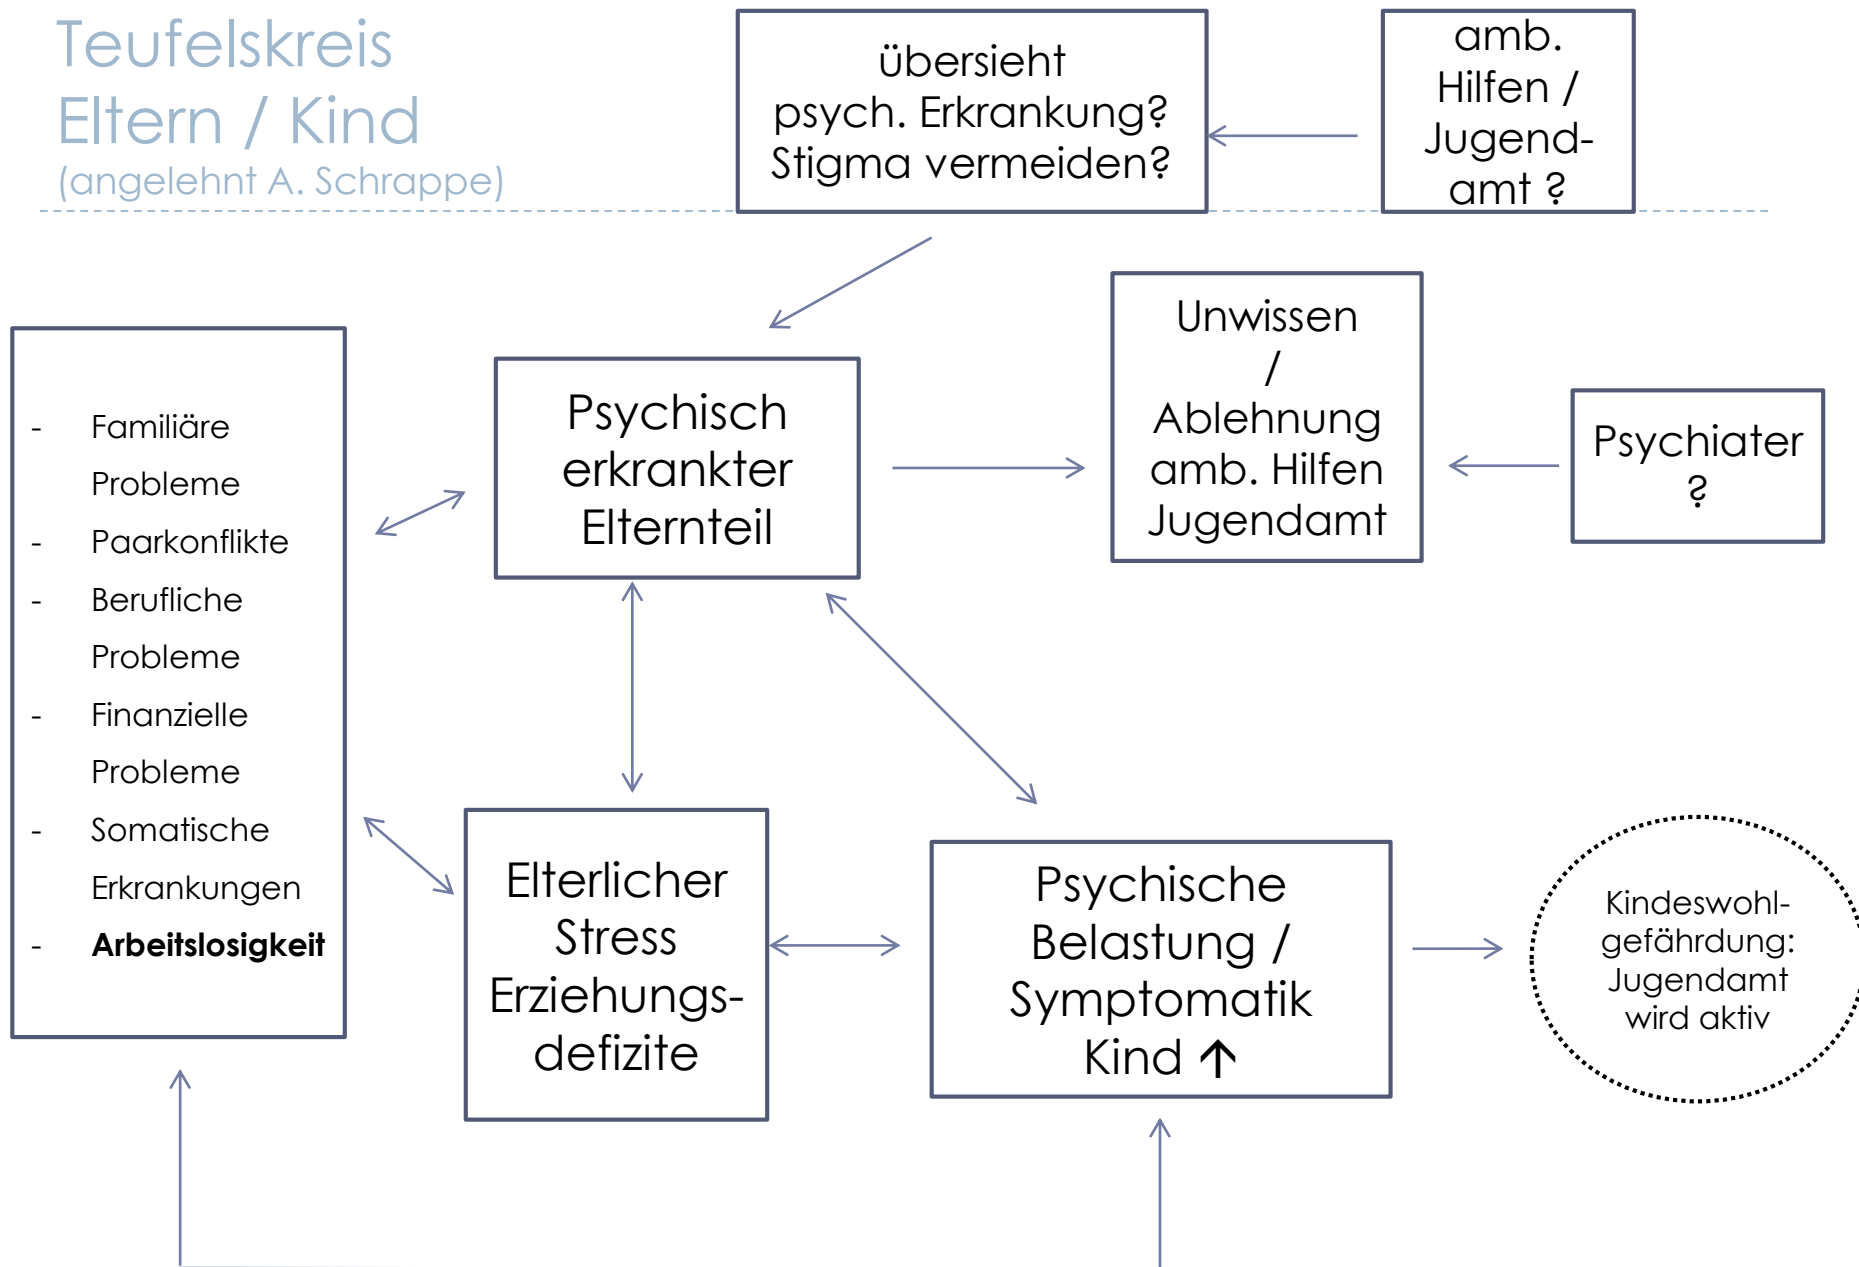 Teufelskreis
Eltern / Kind
(angelehnt A. Schrappe)
übersieht
psych. Erkrankung?
Stigma vermeiden?
amb.
Hilfen /
Jugend-
amt ?
- Familiäre
Probleme
- Paarkonflikte
- Berufliche
Probleme
- Finanzielle
Probleme
- Somatische
Erkrankungen
- Arbeitslosigkeit
Psychisch
erkrankter
Elternteil
Unwissen
/
Ablehnung
amb. Hilfen
Jugendamt
Psychiater
?
Elterlicher
Stress
Erziehungs-
defizite
Psychische
Belastung /
Symptomatik
Kind ↑
Kindeswohl-
gefährdung:
Jugendamt
wird aktiv